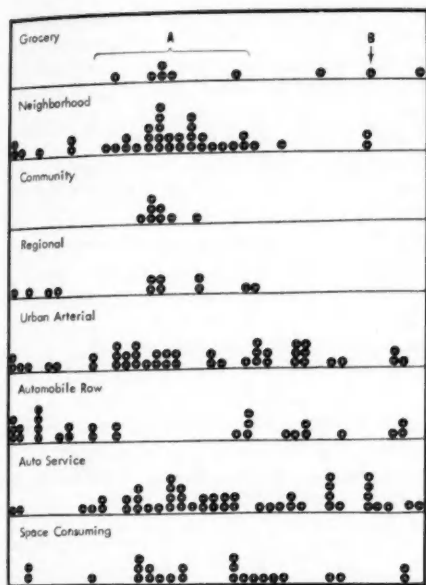 Grocery
A
B
Neighborhood
Community
Regional
Urban Arterial
Automobile Row
Auto Service
Space Consuming